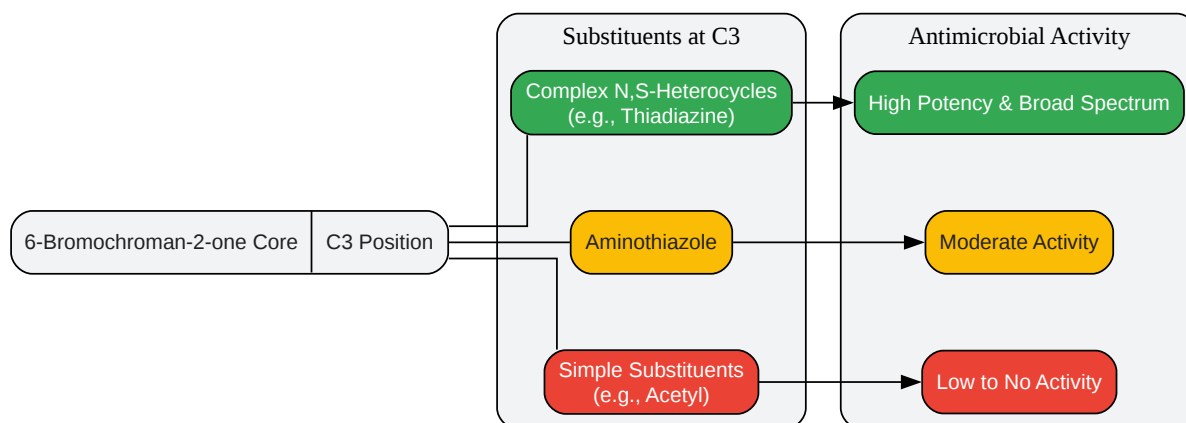 Substituents at C3
Antimicrobial Activity
Complex N,S-Heterocycles
(e.g., Thiadiazine)
High Potency & Broad Spectrum
6-Bromochroman-2-one Core
C3 Position
Aminothiazole
Moderate Activity
Simple Substituents
(e.g., Acetyl)
Low to No Activity